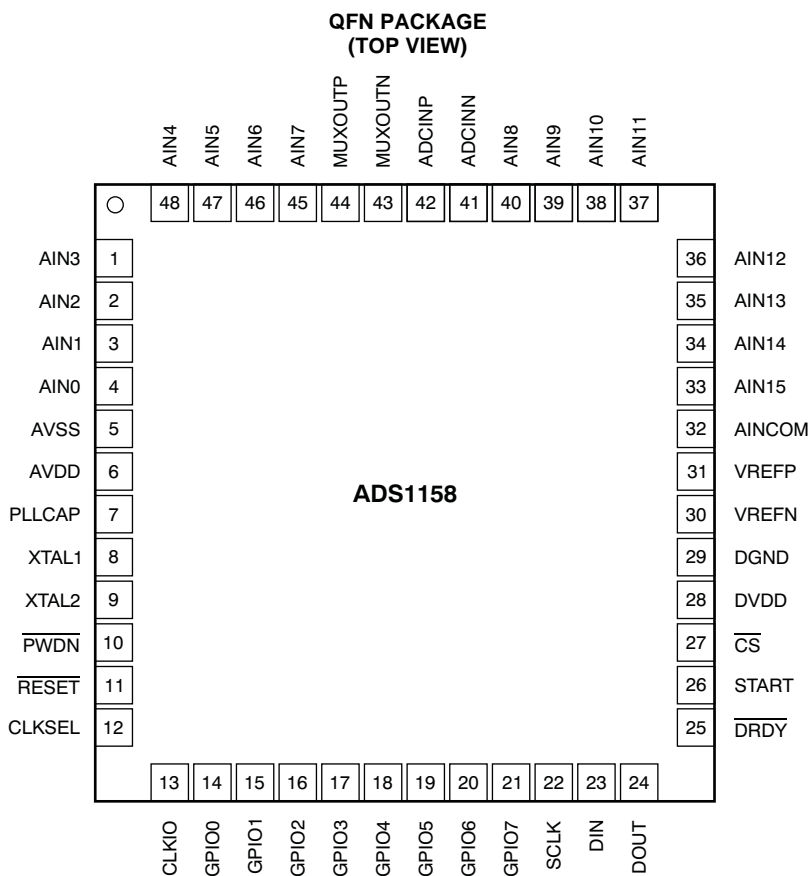 QFN PACKAGE
(TOP VIEW)
AIN4 AIN5 AIN6 AIN7 MUXOUTP MUXOUTN ADCINP ADCINN AIN8 AIN9 AIN10 AIN11
48 47 46 45 44 43 42 41 40 39 38 37
AIN3 1 36 AIN12
AIN2 2 35 AIN13
AIN1 3 34 AIN14
AIN0 4 33 AIN15
AVSS 5 32 AINCOM
AVDD 6 31 VREFP
ADS1158
PLLCAP 7 30 VREFN
XTAL1 8 29 DGND
XTAL2 9 28 DVDD
PWDN 10 27 CS
RESET 11 26 START
CLKSEL 12 25 DRDY
13 14 15 16 17 18 19 20 21 22 23 24
CLKIO GPIO0 GPIO1 GPIO2 GPIO3 GPIO4 GPIO5 GPIO6 GPIO7 SCLK DIN DOUT